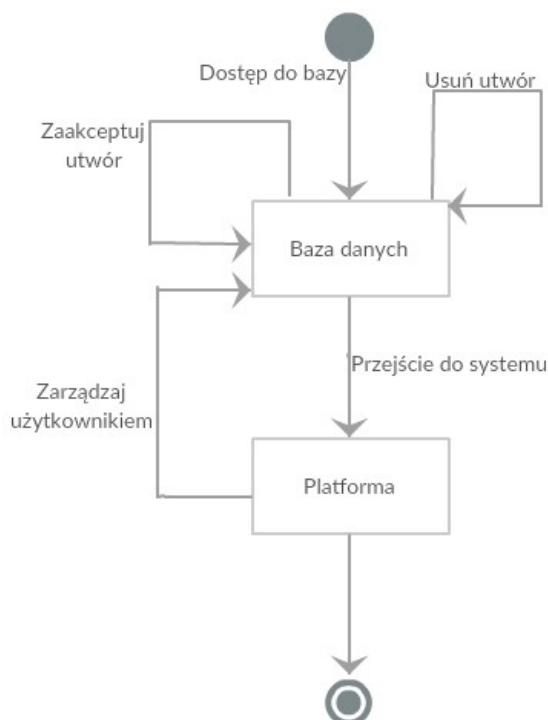 Dostęp do bazy
Usuń utwór
Zaakceptuj
utwór
Baza danych
Przejście do systemu
Zarządzaj
użytkownikiem
Platforma